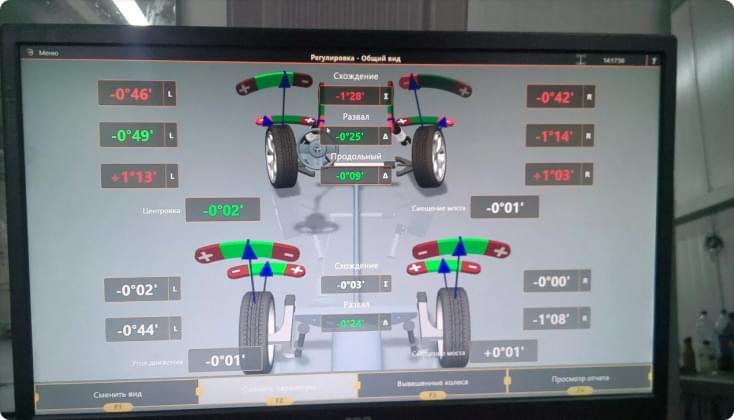 Меню
Регулировка - Общий вид
14:17:56
?
Схождение
-0°46' L
-1°28' Σ
-0°42' R
Развал
-0°49' L
-0°25' Δ
-1°14' R
Продольный
+1°13' L
-0°09' Δ
+1°03' R
Центровка -0°02'
Смещение моста -0°01'
Схождение
-0°02' L
-0°03' Σ
-0°00' R
Развал
-0°44' L
-0°24' Δ
-1°08' R
Угол движения -0°01'
Смещение моста +0°01'
Сменить вид
F1
F2
Вывешенные колеса
F3
Просмотр отчета
F4